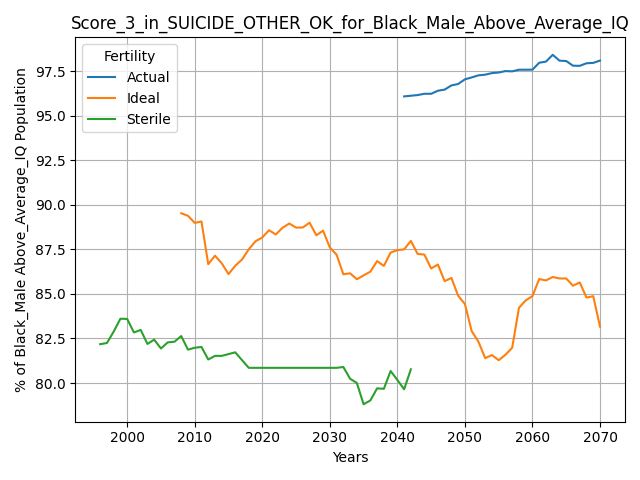 Score_3_in_SUICIDE_OTHER_OK_for_Black_Male_Above_Average_IQ
% of Black_Male Above_Average_IQ Population
97.5
95.0
92.5
90.0
87.5
85.0
82.5
80.0
Fertility
Actual
Ideal
Sterile
2000
2010
2020
2030
2040
2050
2060
2070
Years